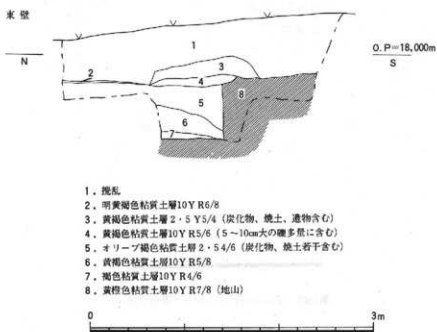 東壁
1
N
O.P=18,000m
S
2
3
4
8
5
6
7
1. 撹乱
2. 明黄褐色粘質土層10YR6/8
3. 黄褐色粘質土層2・5Y5/4 (炭化物、焼土、遺物含む)
4. 黄褐色粘質土層10YR5/6 (5～10cm大の礫多量に含む)
5. オリーブ褐色粘質土層2・54/6 (炭化物、焼土若干含む)
6. 黄褐色粘質土層10YR5/8
7. 褐色粘質土層10YR4/6
8. 黄橙色粘質土層10YR7/8 (地山)
0
3m